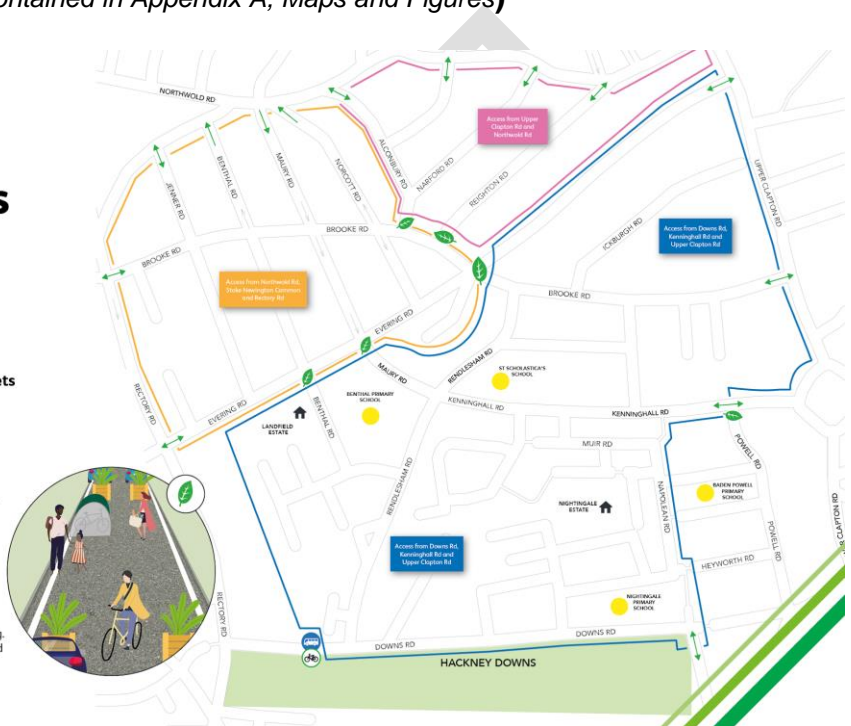 ontained in Appendix A, Maps and Figures)
NORTHWOLD RD
Access from Upper
Clapton Rd and
Northwold Rd
ALCONBURY RD
NARFORD RD
REIGHTON RD
JENNER RD
BENTHAL RD
MAURY RD
NORCOTT RD
UPPER CLAPTON RD
s
BROOKE RD
BROOKE RD
ICKBURGH RD
Access from Downs Rd,
Kenninghall Rd and
Upper Clapton Rd
Access from Northwold Rd,
Stoke Newington Common
and Rectory Rd
BROOKE RD
EVERING RD
RENDLESHAM RD
ST SCHOLASTICA'S
SCHOOL
MAURY RD
ets
RECTORY RD
EVERING RD
BENTHAL PRIMARY
SCHOOL
KENNINGHALL RD
KENNINGHALL RD
LANDFIELD
ESTATE
BENTHAL RD
MUIR RD
POWELL RD
RENDLESHAM RD
NIGHTINGALE
ESTATE
NAPOLEAN RD
BADEN POWELL
PRIMARY
SCHOOL
R CLAPTON RD
POWELL RD
Access from Downs Rd,
Kenninghall Rd and
Upper Clapton Rd
HEYWORTH RD
RECTORY RD
NIGHTINGALE
PRIMARY
SCHOOL
g.
d
DOWNS RD
DOWNS RD
HACKNEY DOWNS